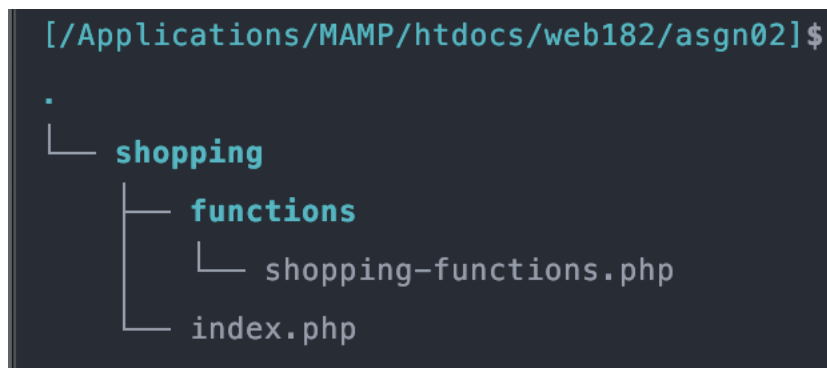 [/Applications/MAMP/htdocs/web182/asgn02]$
.
└── shopping
    ├── functions
    │   └── shopping-functions.php
    └── index.php